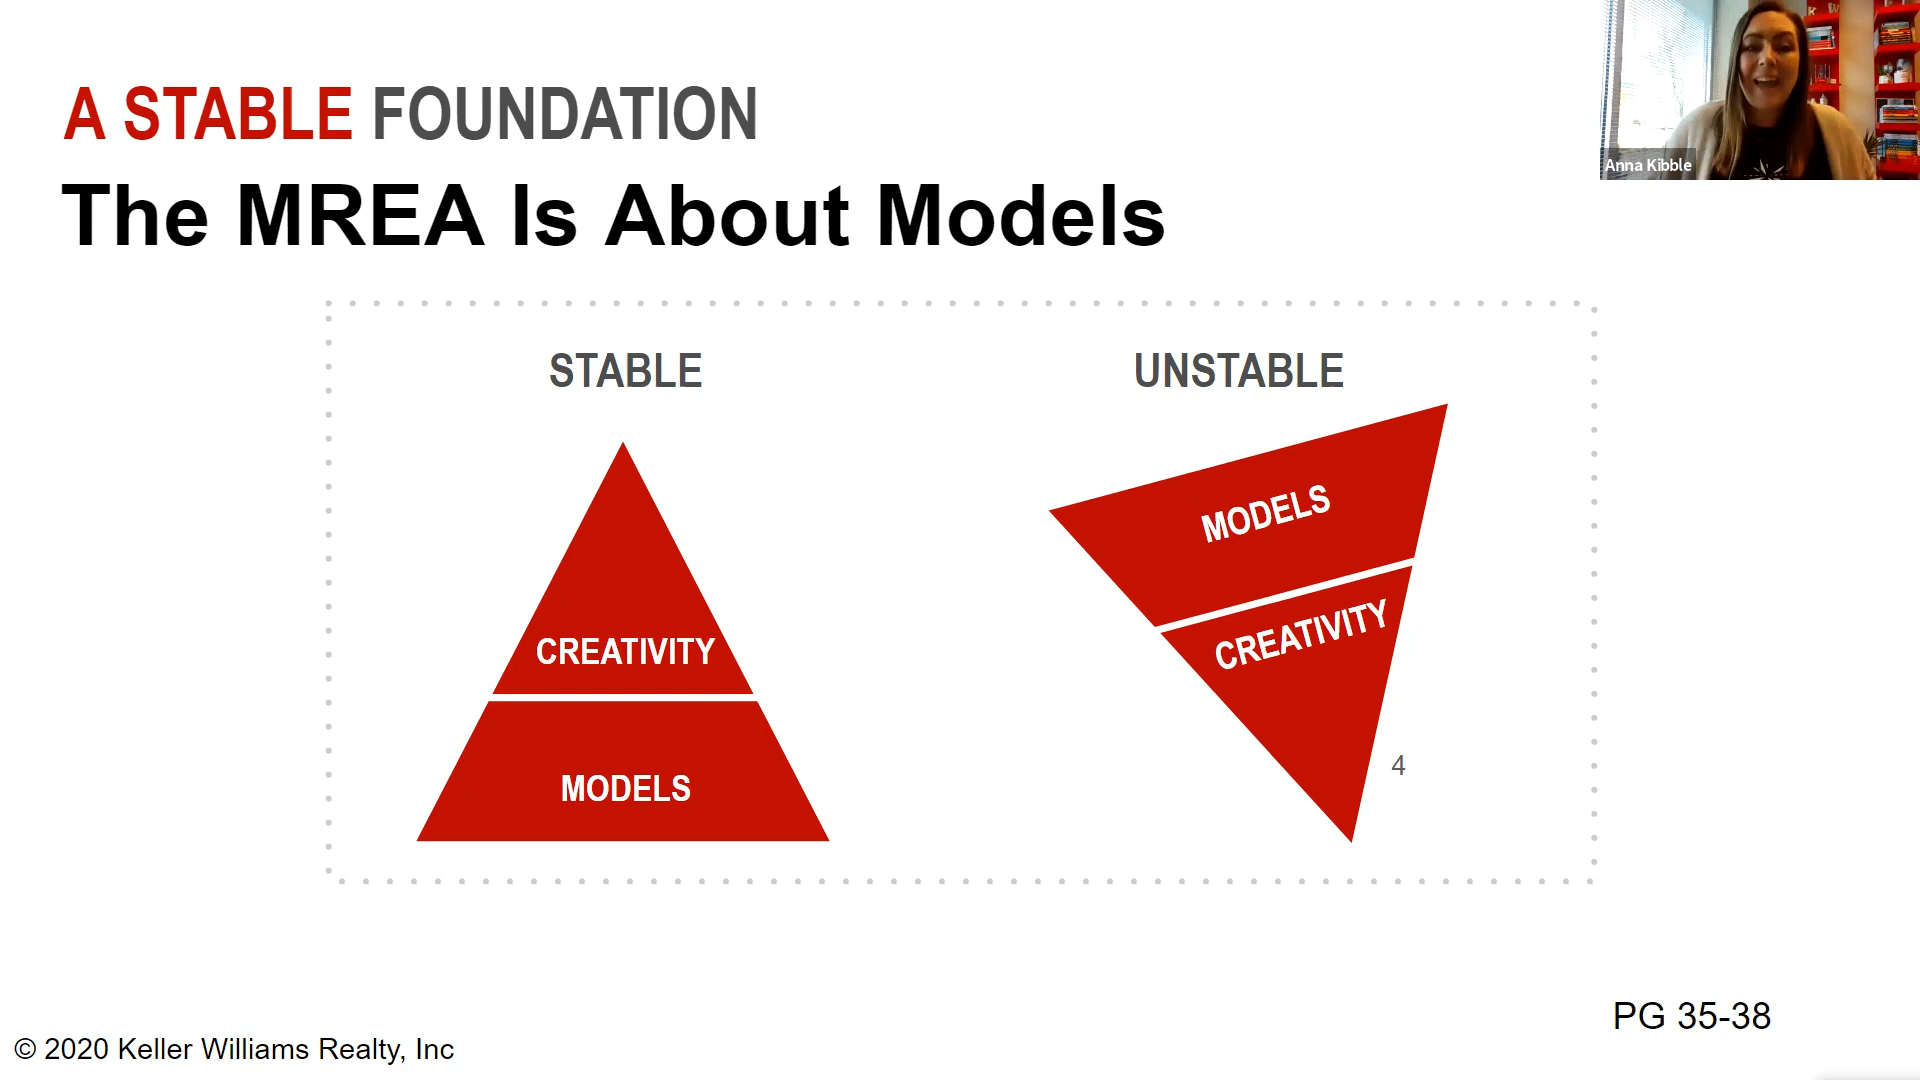 A STABLE FOUNDATION
The MREA Is About Models
K W
Anna Kibble
STABLE
UNSTABLE
CREATIVITY
MODELS
MODELS
CREATIVITY
4
PG 35-38
© 2020 Keller Williams Realty, Inc